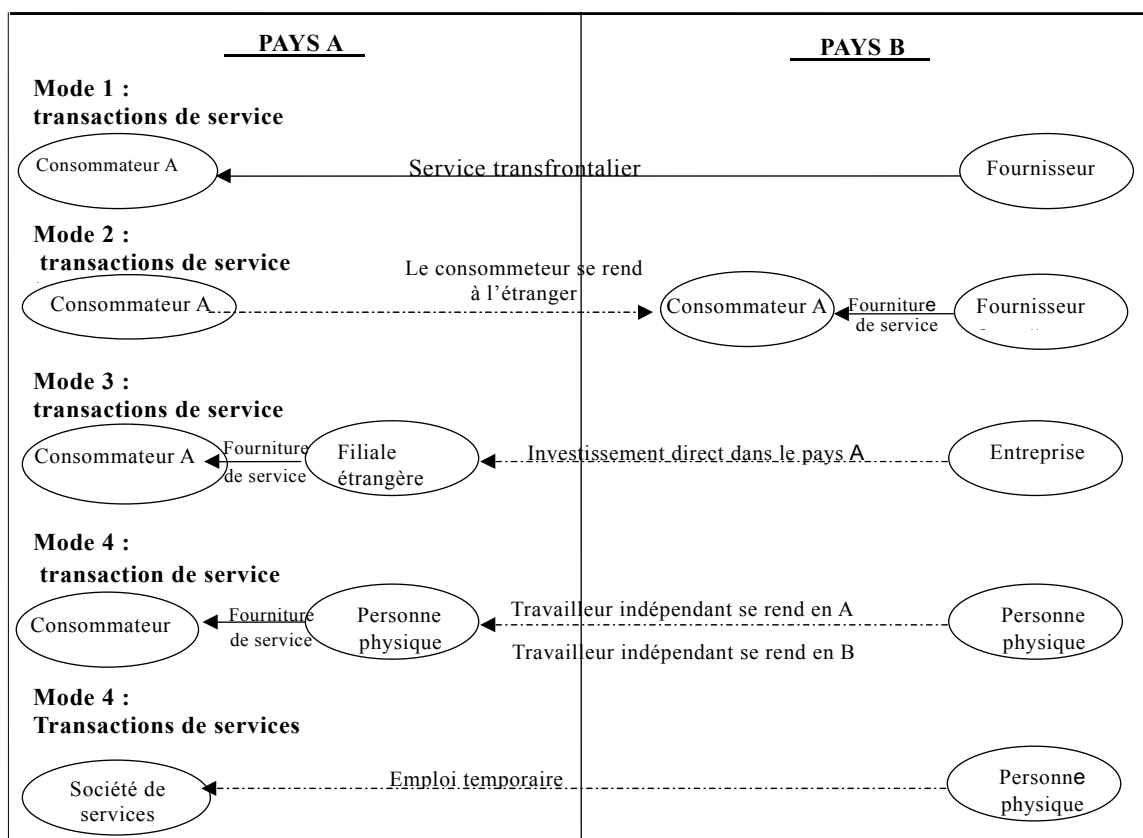 PAYS A
PAYS B
Mode 1 :
transactions de service
Consommateur A
Service transfrontalier
Fournisseur
Mode 2 :
transactions de service
Le consommeteur se rend
à l’étranger
Consommateur A
Consommateur A
Fourniture
de service
Fournisseur
Mode 3 :
transactions de service
Consommateur A
Fourniture
de service
Filiale
étrangère
Investissement direct dans le pays A
Entreprise
Mode 4 :
transaction de service
Consommateur
Fourniture
de service
Personne
physique
Travailleur indépendant se rend en A
Travailleur indépendant se rend en B
Personne
physique
Mode 4 :
Transactions de services
Société de
services
Emploi temporaire
Personne
physique